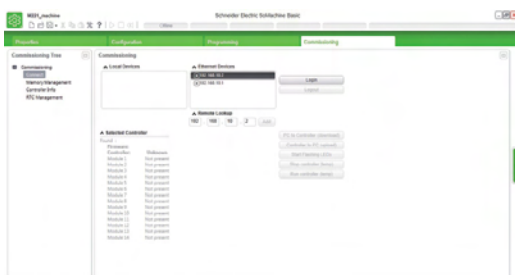 M221_machine
Schneider Electric SoMachine Basic
Properties
Configuration
Programming
Commissioning
Commissioning Tree
Commissioning
Connect
Memory Management
Controller Info
RTC Management
Commissioning
Local Devices
Ethernet Devices
Login
Logout
Remote Lookup
192 . 168 . 10 . 2
Add
Selected Controller
PC to Controller (download)
Controller to PC (upload)
Stop controller (temp)
Firmware
Controller
Reference
Module 1 Not present
Module 2 Not present
Module 3 Not present
Module 4 Not present
Module 5 Not present
Module 6 Not present
Module 7 Not present
Module 8 Not present
Module 9 Not present
Module 10 Not present
Module 11 Not present
Module 12 Not present
Module 13 Not present
Module 14 Not present